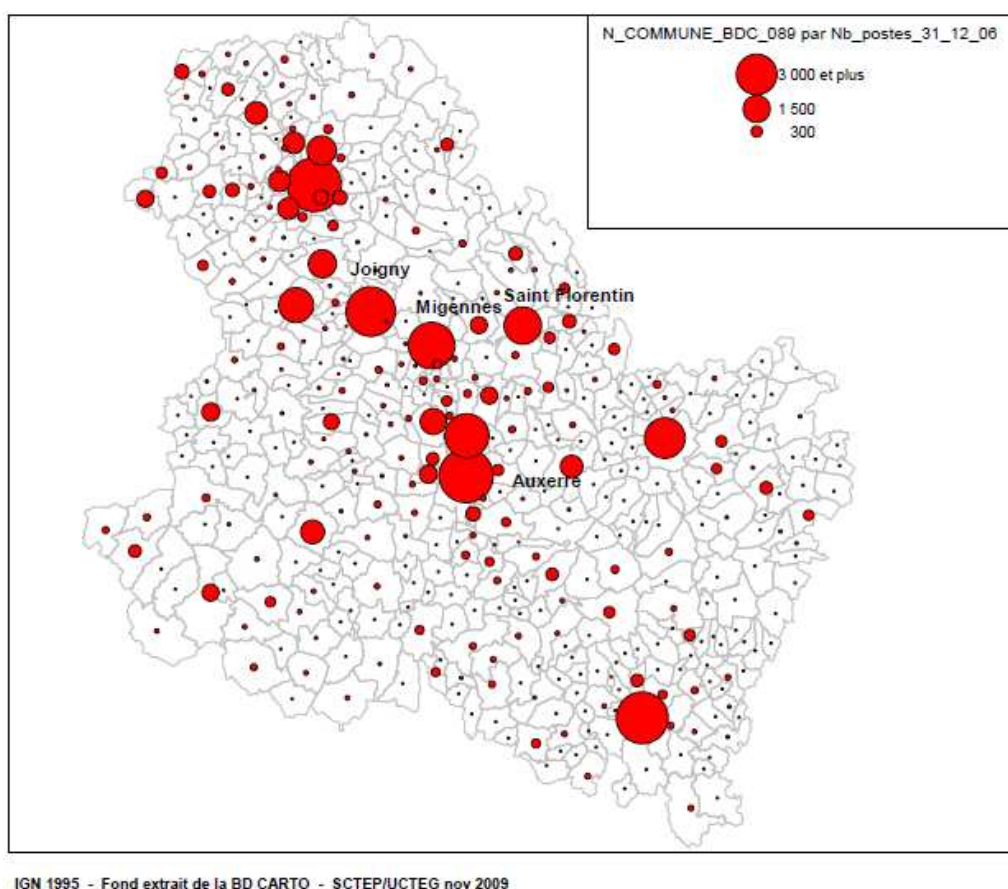 N_COMMUNE_BDC_089 par Nb_postes_31_12_06
3 000 et plus
1 500
300
Joigny
Migennes
Saint Florentin
Auxerre
IGN 1995 - Fond extrait de la BD CARTO - SCTEP/UCTEG nov 2009